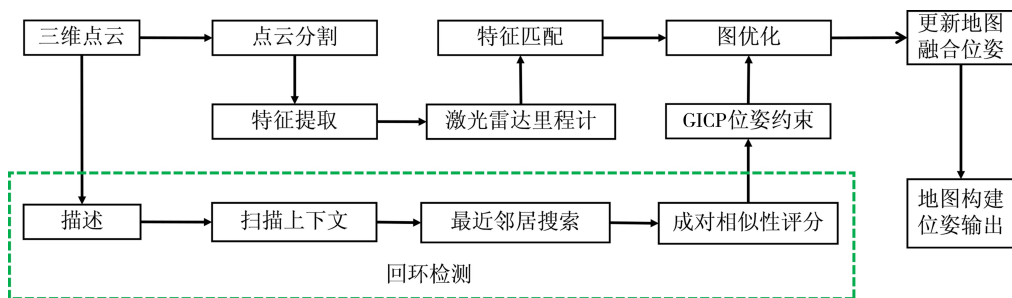 三维点云
点云分割
特征匹配
图优化
更新地图
融合位姿
特征提取
激光雷达里程计
GICP位姿约束
描述
扫描上下文
最近邻居搜索
成对相似性评分
地图构建
位姿输出
回环检测